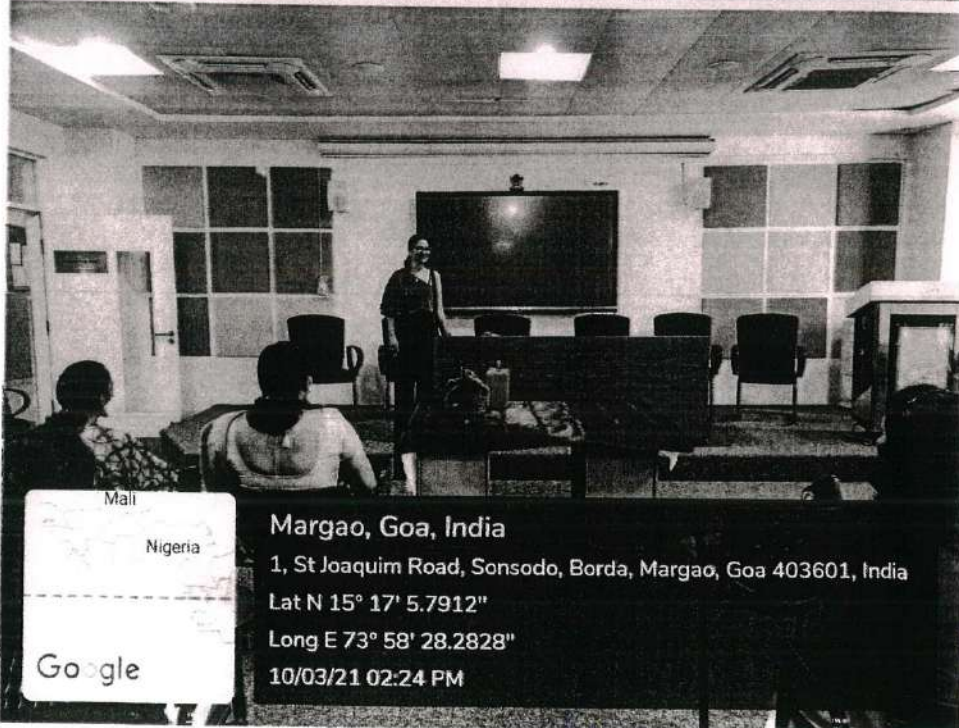 Mali
Nigeria
Google
Margao, Goa, India
1, St Joaquim Road, Sonsodo, Borda, Margao, Goa 403601, India
Lat N 15° 17' 5.7912"
Long E 73° 58' 28.2828"
10/03/21 02:24 PM